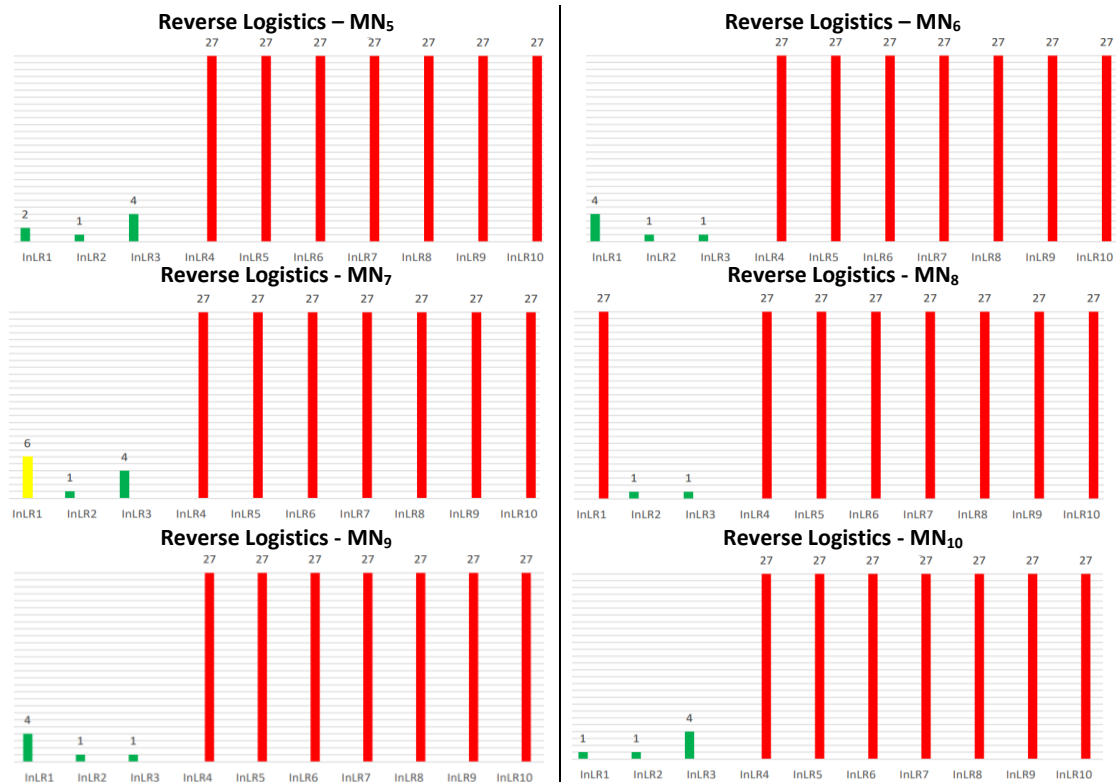 Reverse Logistics – MN5
27 27 27 27 27 27 27
2 1 4
InLR1 InLR2 InLR3 InLR4 InLR5 InLR6 InLR7 InLR8 InLR9 InLR10
Reverse Logistics – MN6
27 27 27 27 27 27 27
4 1 1
InLR1 InLR2 InLR3 InLR4 InLR5 InLR6 InLR7 InLR8 InLR9 InLR10
Reverse Logistics - MN7
27 27 27 27 27 27 27
6 1 4
InLR1 InLR2 InLR3 InLR4 InLR5 InLR6 InLR7 InLR8 InLR9 InLR10
Reverse Logistics - MN8
27 27 27 27 27 27 27 27
1 1
InLR1 InLR2 InLR3 InLR4 InLR5 InLR6 InLR7 InLR8 InLR9 InLR10
Reverse Logistics - MN9
27 27 27 27 27 27 27
4 1 1
InLR1 InLR2 InLR3 InLR4 InLR5 InLR6 InLR7 InLR8 InLR9 InLR10
Reverse Logistics - MN10
27 27 27 27 27 27 27
1 1 4
InLR1 InLR2 InLR3 InLR4 InLR5 InLR6 InLR7 InLR8 InLR9 InLR10